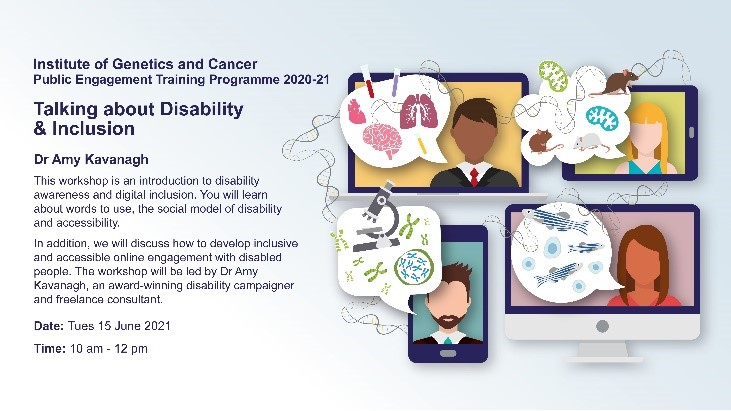 Institute of Genetics and Cancer
Public Engagement Training Programme 2020-21
Talking about Disability
& Inclusion
Dr Amy Kavanagh
This workshop is an introduction to disability
awareness and digital inclusion. You will learn
about words to use, the social model of disability
and accessibility.
In addition, we will discuss how to develop inclusive
and accessible online engagement with disabled
people. The workshop will be led by Dr Amy
Kavanagh, an award-winning disability campaigner
and freelance consultant.
Date: Tues 15 June 2021
Time: 10 am - 12 pm